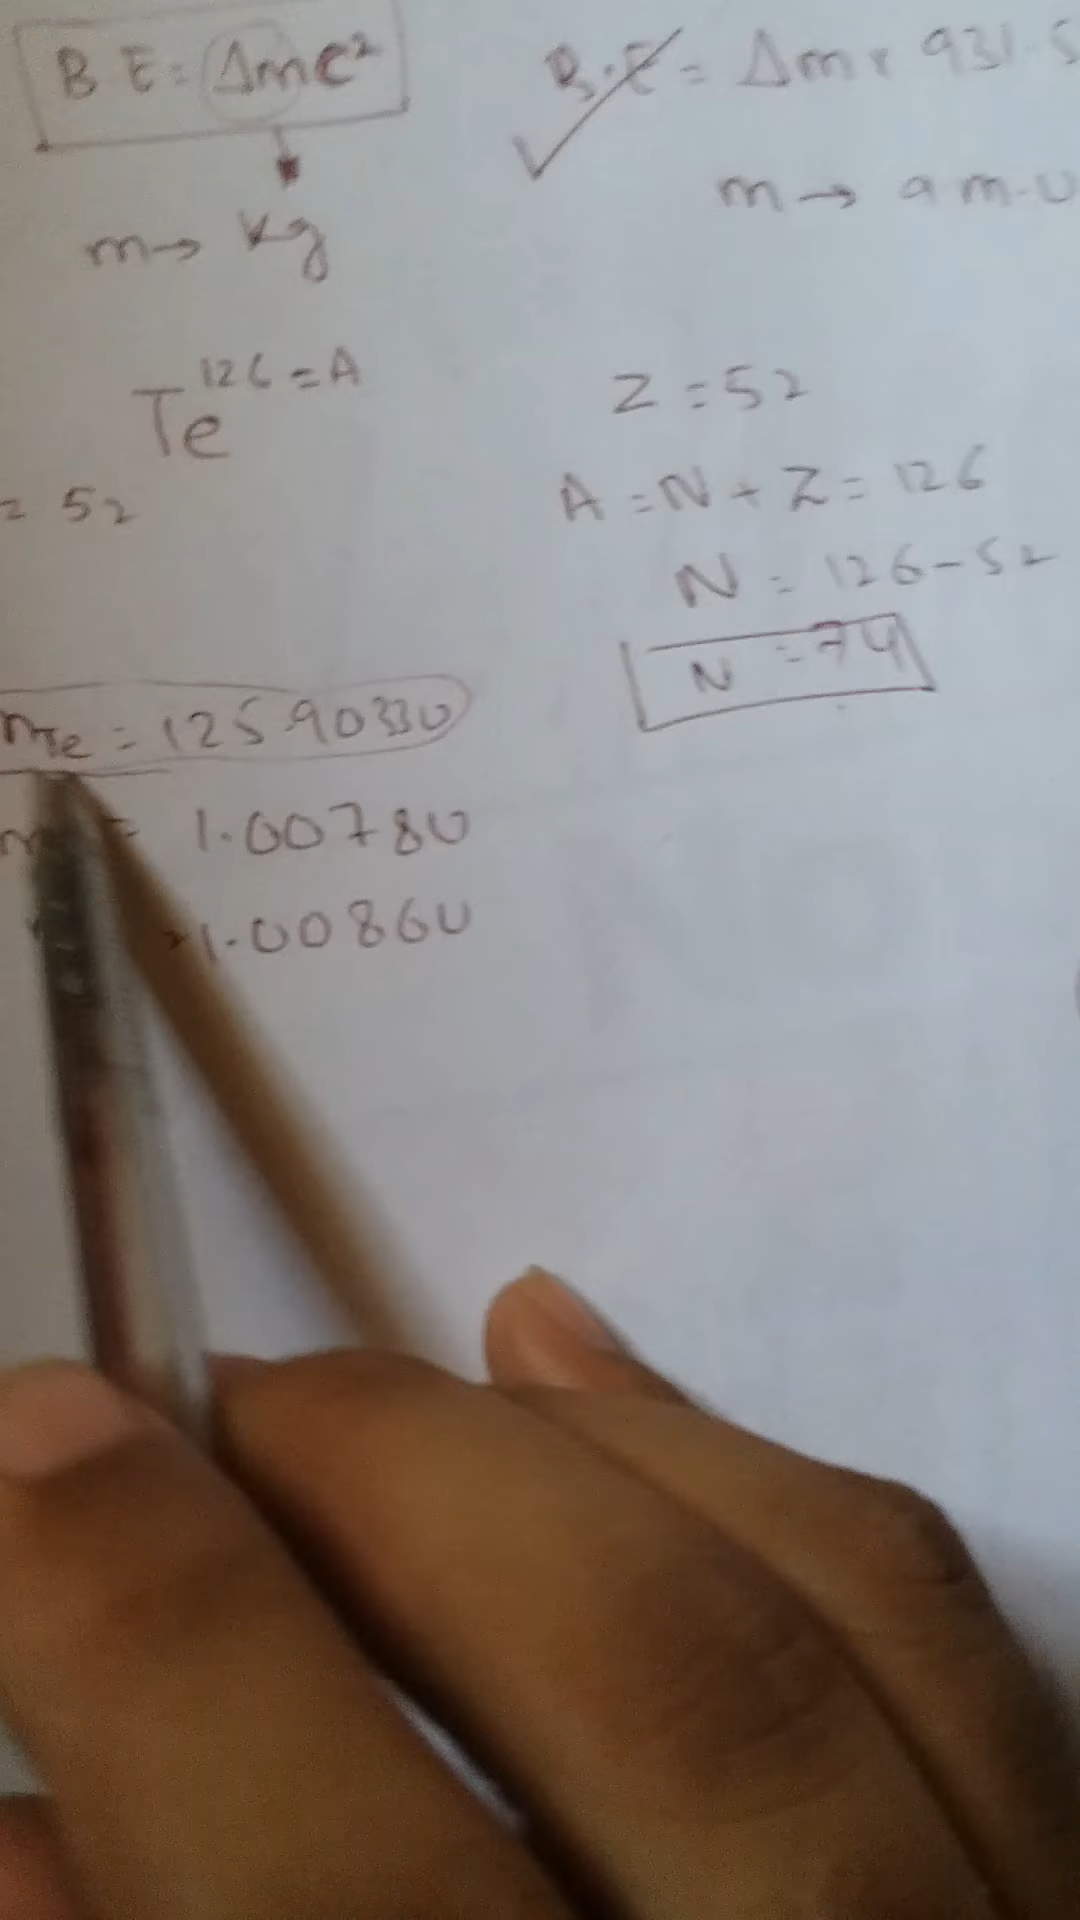 B E = Δmc²
B.E = Δm × 931.5
m → kg
m → a m.u
Te 126 = A
Z = 52
= 52
A = N + Z = 126
N = 126 - 52
N = 74
mTe = 125.90330
= 1.00780
= 1.00860